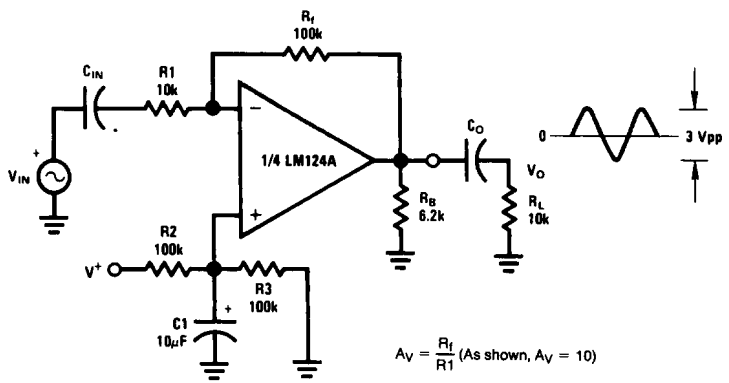 Rf
100k
CIN
R1
10k
−
1/4 LM124A
+
CO
0
3 Vpp
+
VIN
VO
RB
6.2k
RL
10k
R2
100k
V+
R3
100k
C1
10μF
+
AV = Rf/R1 (As shown, AV = 10)